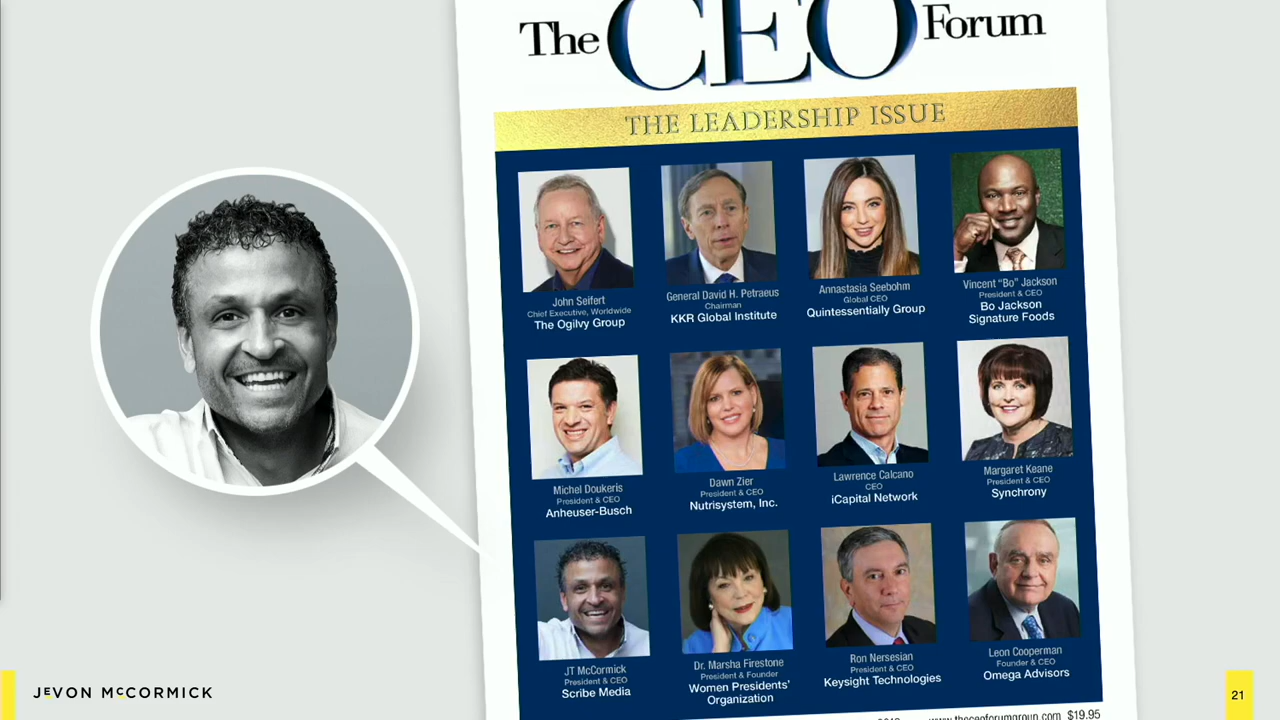 The CEO Forum
THE LEADERSHIP ISSUE
John Seifert
Chief Executive, Worldwide
The Ogilvy Group
General David H. Petraeus
Chairman
KKR Global Institute
Annastasia Seebohm
Global CEO
Quintessentially Group
Vincent “Bo” Jackson
President & CEO
Bo Jackson
Signature Foods
Michel Doukeris
President & CEO
Anheuser-Busch
Dawn Zier
President & CEO
Nutrisystem, Inc.
Lawrence Calcano
CEO
iCapital Network
Margaret Keane
President & CEO
Synchrony
JT McCormick
President & CEO
Scribe Media
Dr. Marsha Firestone
President & Founder
Women Presidents’
Organization
Ron Nersesian
President & CEO
Keysight Technologies
Leon Cooperman
Founder & CEO
Omega Advisors
www.theceoforumgroup.com $19.95
JEVON MCCORMICK
21